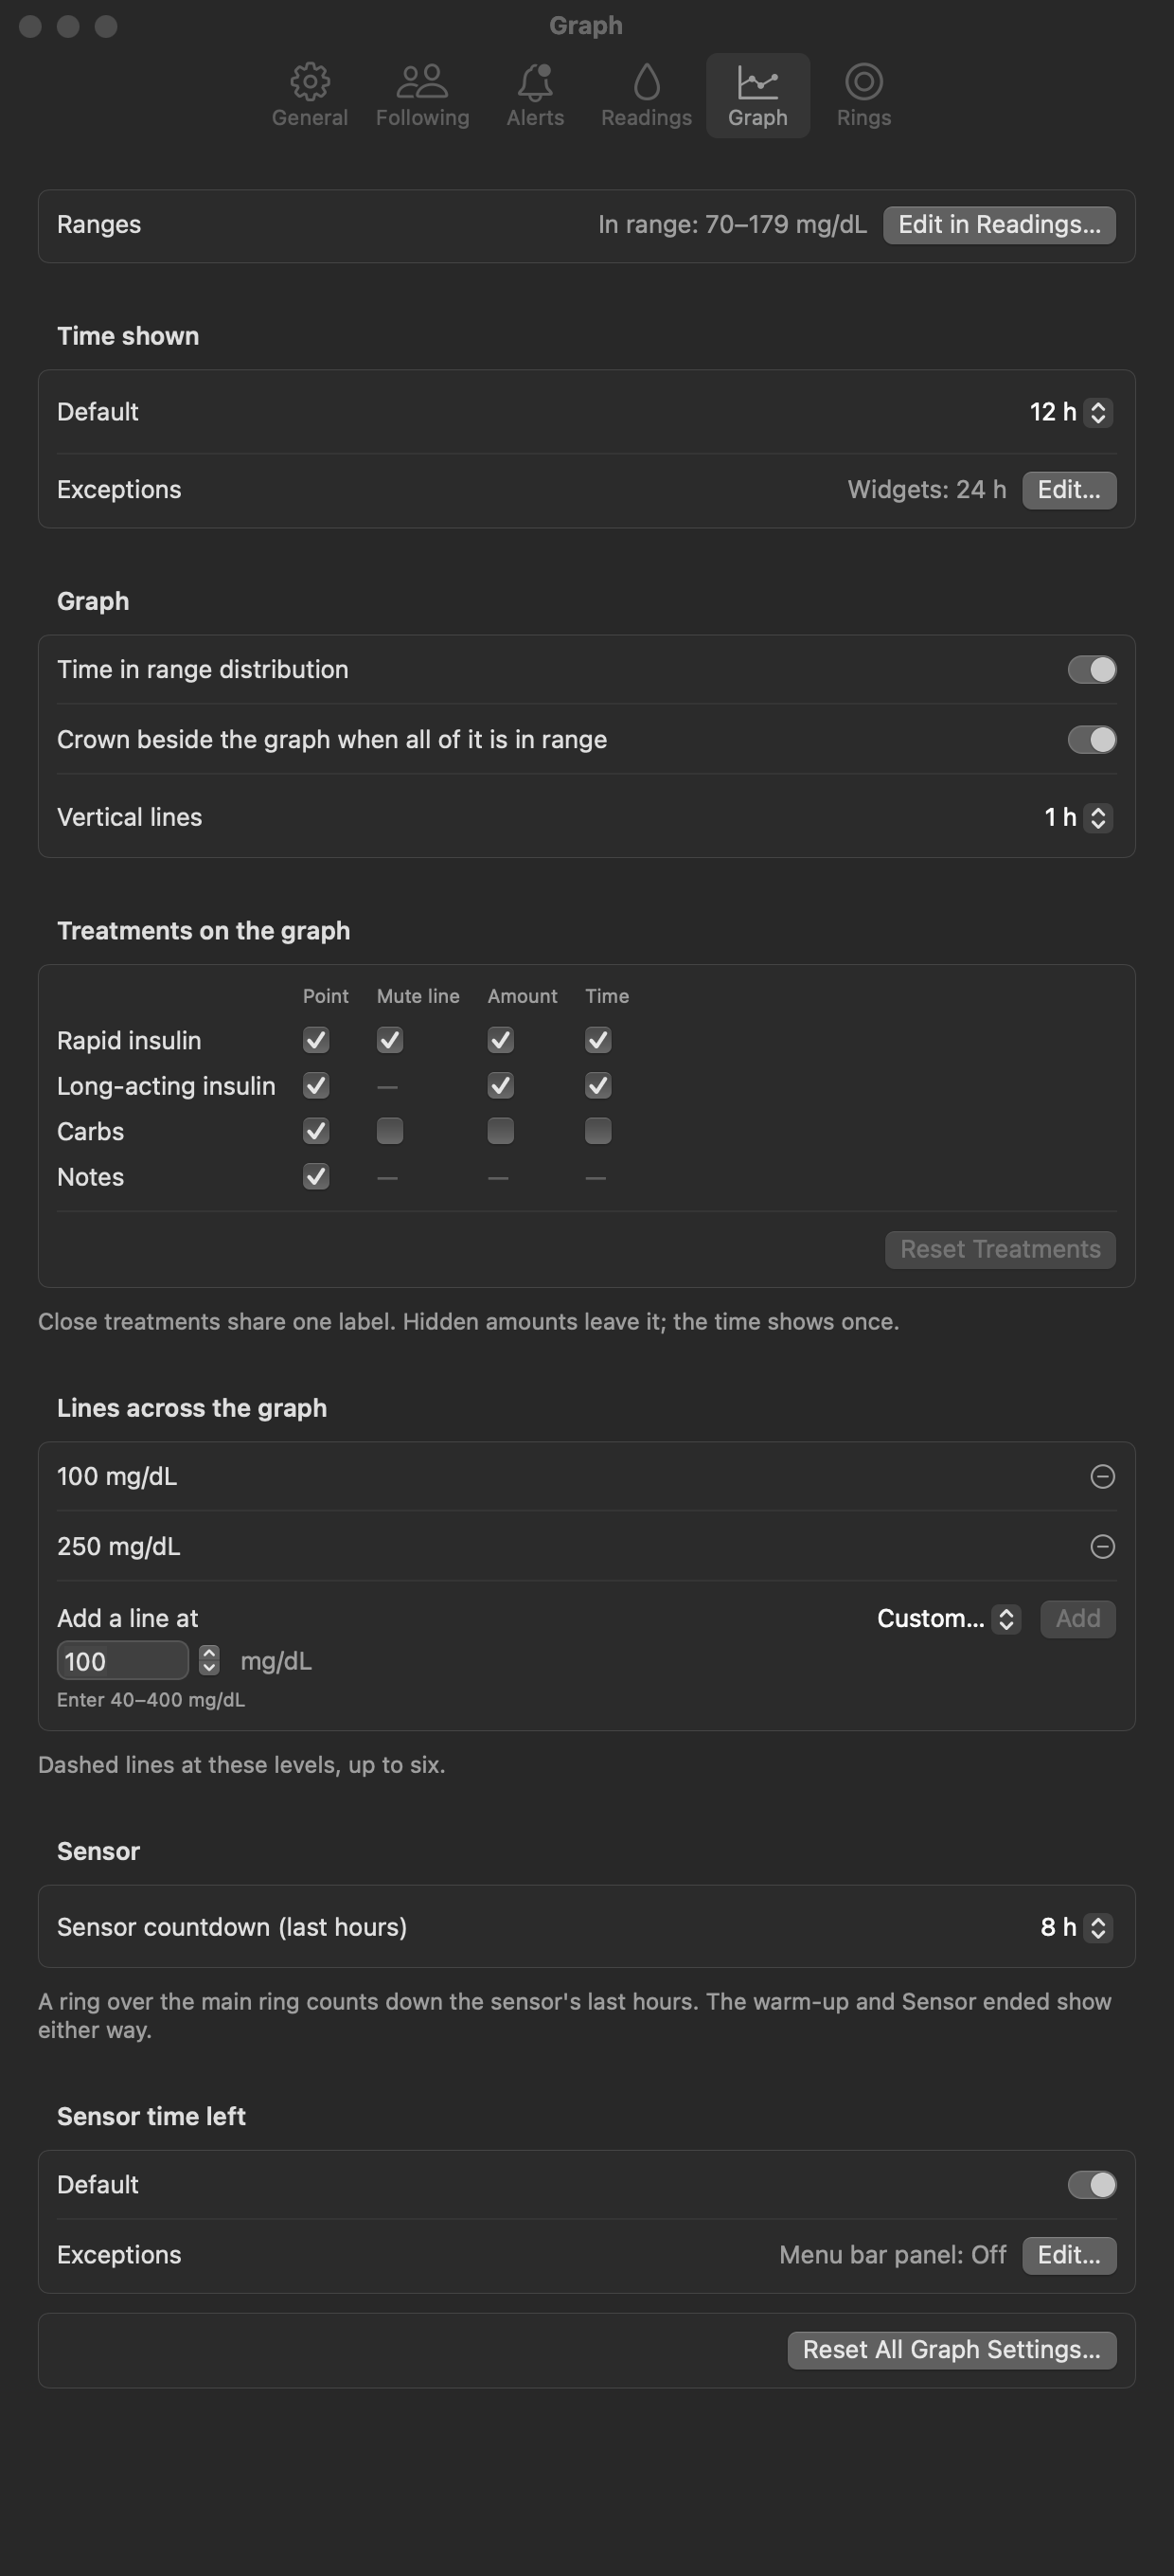 Graph
General
Following
Alerts
Readings
Graph
Rings
Ranges
In range: 70–179 mg/dL
Edit in Readings...
Time shown
Default
12 h
Exceptions
Widgets: 24 h
Edit...
Graph
Time in range distribution
Crown beside the graph when all of it is in range
Vertical lines
1 h
Treatments on the graph
Point Mute line Amount Time
Rapid insulin
Long-acting insulin —
Carbs
Notes — — —
Reset Treatments
Close treatments share one label. Hidden amounts leave it; the time shows once.
Lines across the graph
100 mg/dL
250 mg/dL
Add a line at
Custom...
Add
100
mg/dL
Enter 40–400 mg/dL
Dashed lines at these levels, up to six.
Sensor
Sensor countdown (last hours)
8 h
A ring over the main ring counts down the sensor's last hours. The warm-up and Sensor ended show
either way.
Sensor time left
Default
Exceptions
Menu bar panel: Off
Edit...
Reset All Graph Settings...